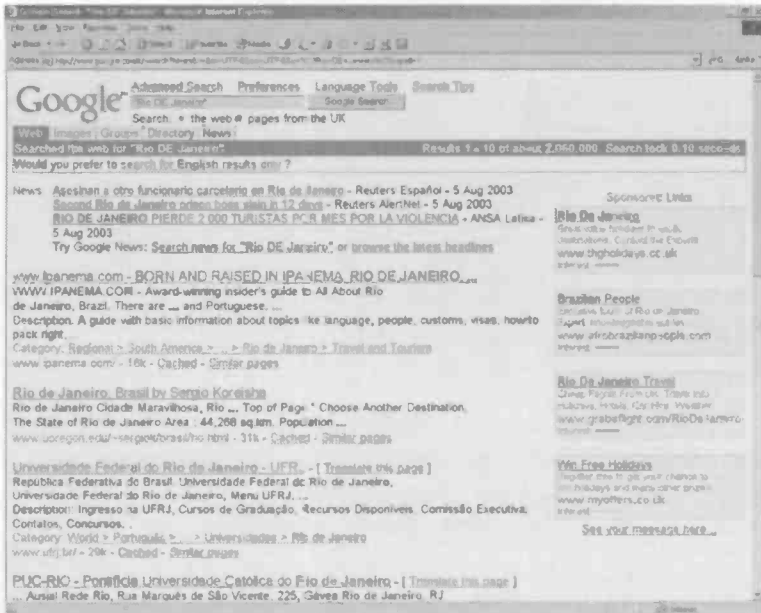 Google
Advanced Search Preferences Language Tools Search Tips
"Rio DE Janeiro"
Google Search
Search: the web pages from the UK
Web Images Groups Directory News
Searched the web for "Rio DE Janeiro".
Results 1 - 10 of about 2,060,000. Search took 0.10 seconds
Would you prefer to search for English results only ?
News Asesinan a otro funcionario carcelario en Rio de Janeiro - Reuters Español - 5 Aug 2003
Second Rio de Janeiro prison boss slain in 12 days - Reuters AlertNet - 5 Aug 2003
RIO DE JANEIRO PIERDE 2 000 TURISTAS POR MES POR LA VIOLENCIA - ANSA Latina -
5 Aug 2003
Try Google News: Search news for "Rio DE Janeiro" or browse the latest headlines
www.ipanema.com - BORN AND RAISED IN IPANEMA, RIO DE JANEIRO, ...
WWW.IPANEMA.COM - Award-winning insider's guide to All About Rio
de Janeiro, Brazil. There are ... and Portuguese. ...
Description: A guide with basic information about topics like language, people, customs, visas, howto
pack right, ...
Category: Regional > South America > ... > Rio de Janeiro > Travel and Tourism
www.ipanema.com/ - 16k - Cached - Similar pages
Rio de Janeiro, Brasil by Sergio Koreisha
Rio de Janeiro Cidade Maravilhosa, Rio ... Top of Page * Choose Another Destination.
The State of Rio de Janeiro Area : 44,268 sq.km. Population ...
www.uoregon.edu/~sergiok/brasil/rio.html - 31k - Cached - Similar pages
Universidade Federal do Rio de Janeiro - UFRJ - [ Translate this page ]
República Federativa do Brasil. Universidade Federal do Rio de Janeiro,
Universidade Federal do Rio de Janeiro, Menu UFRJ, ...
Description: Ingresso na UFRJ, Cursos de Graduação, Recursos Disponíveis, Comissão Executiva,
Contatos, Concursos, .
Category: World > Português > ... > Universidades > Rio de Janeiro
www.ufrj.br/ - 29k - Cached - Similar pages
PUC-RIO - Pontifícia Universidade Católica do Rio de Janeiro - [ Translate this page ]
... Rede Rio, Rua Marquês de São Vicente, 225, Gávea Rio de Janeiro, RJ
Sponsored Links
Rio De Janeiro
www.thgholidays.co.uk
Brazilian People
www.afrobrazilianpeople.com
Rio De Janeiro Travel
www.grabaflight.com/RioDeJaneiro
Win Free Holidays
www.myoffers.co.uk
See your message here...